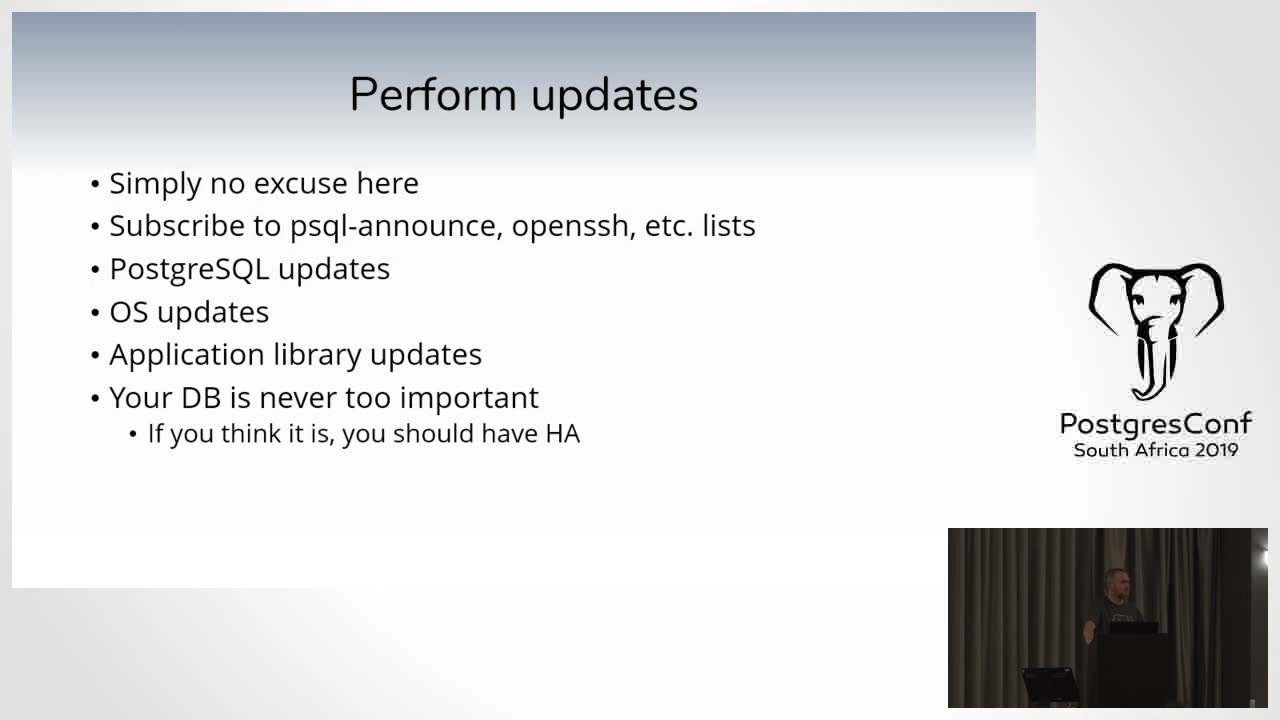 Perform updates
• Simply no excuse here
• Subscribe to psql-announce, openssh, etc. lists
• PostgreSQL updates
• OS updates
• Application library updates
• Your DB is never too important
• If you think it is, you should have HA
PostgresConf
South Africa 2019